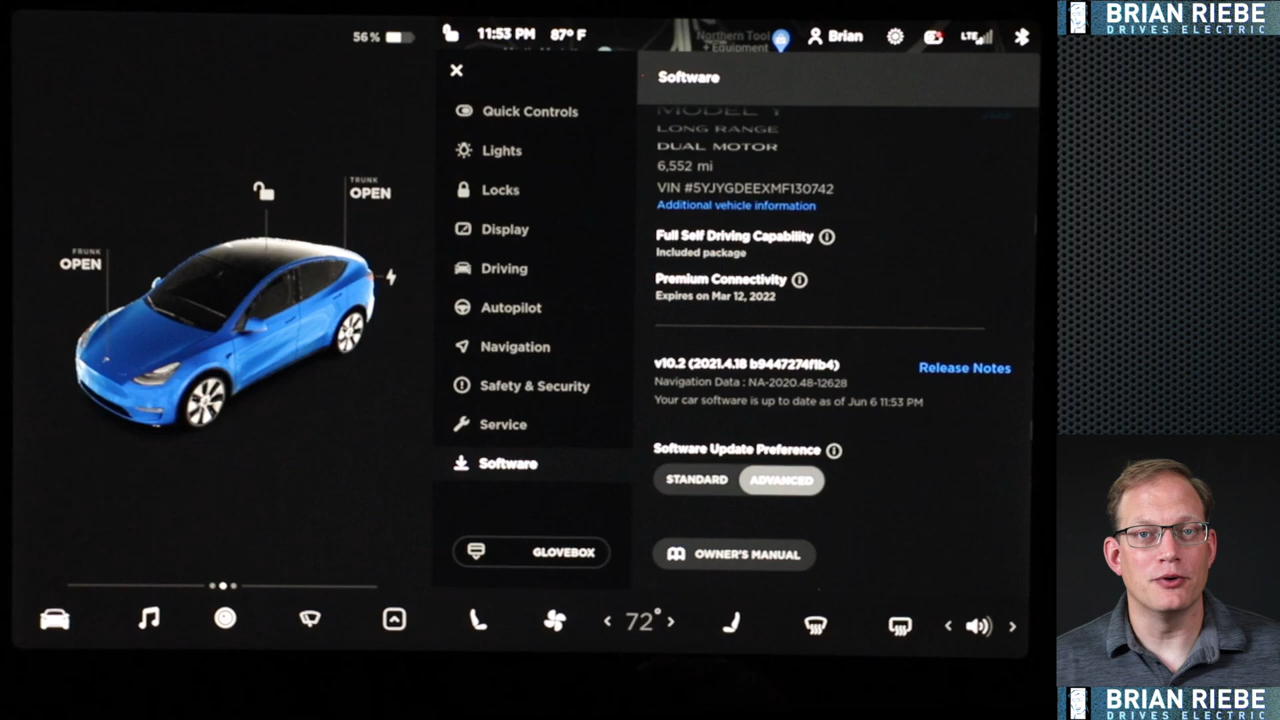 56 %
11:53 PM
87° F
Northern Tool
+ Equipment
Brian
LTE
Quick Controls
Lights
Locks
Display
Driving
Autopilot
Navigation
Safety & Security
Service
Software
GLOVEBOX
TRUNK
OPEN
FRUNK
OPEN
Software
MODEL Y
LONG RANGE
DUAL MOTOR
6,552 mi
VIN #5YJYGDEEXMF130742
Additional vehicle information
Full Self Driving Capability
Included package
Premium Connectivity
Expires on Mar 12, 2022
v10.2 (2021.4.18 b9447274f1b4)
Release Notes
Navigation Data : NA-2020.48-12628
Your car software is up to date as of Jun 6 11:53 PM
Software Update Preference
STANDARD
ADVANCED
OWNER'S MANUAL
72°
BRIAN RIEBE
DRIVES ELECTRIC
BRIAN RIEBE
DRIVES ELECTRIC